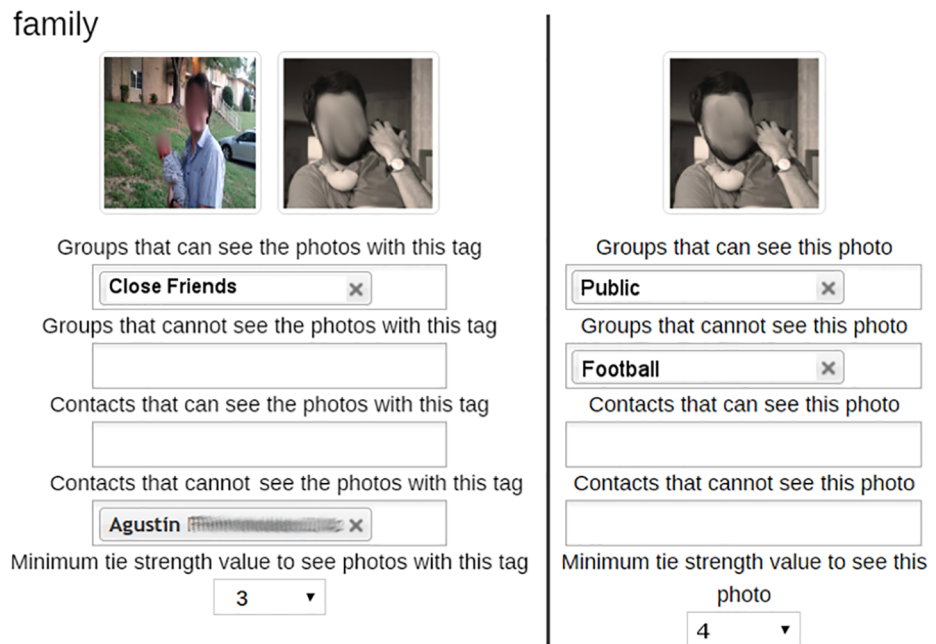 family
Groups that can see the photos with this tag
Close Friends
Groups that cannot see the photos with this tag
Contacts that can see the photos with this tag
Contacts that cannot see the photos with this tag
Agustín
Minimum tie strength value to see photos with this tag
3
Groups that can see this photo
Public
Groups that cannot see this photo
Football
Contacts that can see this photo
Contacts that cannot see this photo
Minimum tie strength value to see this
photo
4